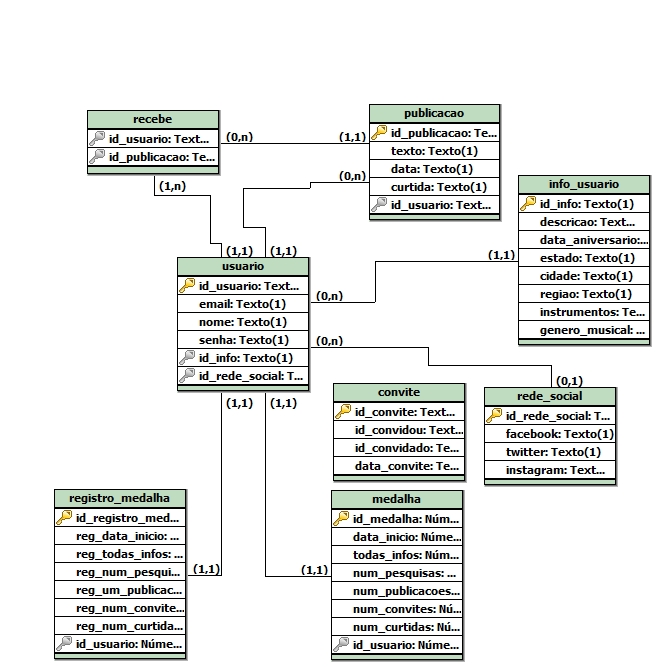 recebe
id_usuario: Text...
id_publicacao: Te...
(0,n)
(1,1)
(1,n)
publicacao
id_publicacao: Te...
texto: Texto(1)
data: Texto(1)
curtida: Texto(1)
id_usuario: Text...
(0,n)
info_usuario
id_info: Texto(1)
descricao: Text...
data_aniversario:...
estado: Texto(1)
cidade: Texto(1)
regiao: Texto(1)
instrumentos: Te...
genero_musical: ...
(1,1)
(1,1)
(1,1)
usuario
id_usuario: Text...
email: Texto(1)
nome: Texto(1)
senha: Texto(1)
id_info: Texto(1)
id_rede_social: T...
(0,n)
(0,n)
(1,1)
(1,1)
convite
id_convite: Text...
id_convidou: Text...
id_convidado: Te...
data_convite: Te...
(0,1)
rede_social
id_rede_social: T...
facebook: Texto(1)
twitter: Texto(1)
instagram: Text...
registro_medalha
id_registro_med...
reg_data_inicio: ...
reg_todas_infos: ...
reg_num_pesqui...
reg_um_publicac...
reg_num_convite...
reg_num_curtida...
id_usuario: Núme...
(1,1)
medalha
id_medalha: Núm...
data_inicio: Núme...
todas_infos: Núm...
num_pesquisas: ...
num_publicacoes...
num_convites: Nú...
num_curtidas: Nú...
id_usuario: Núme...
(1,1)